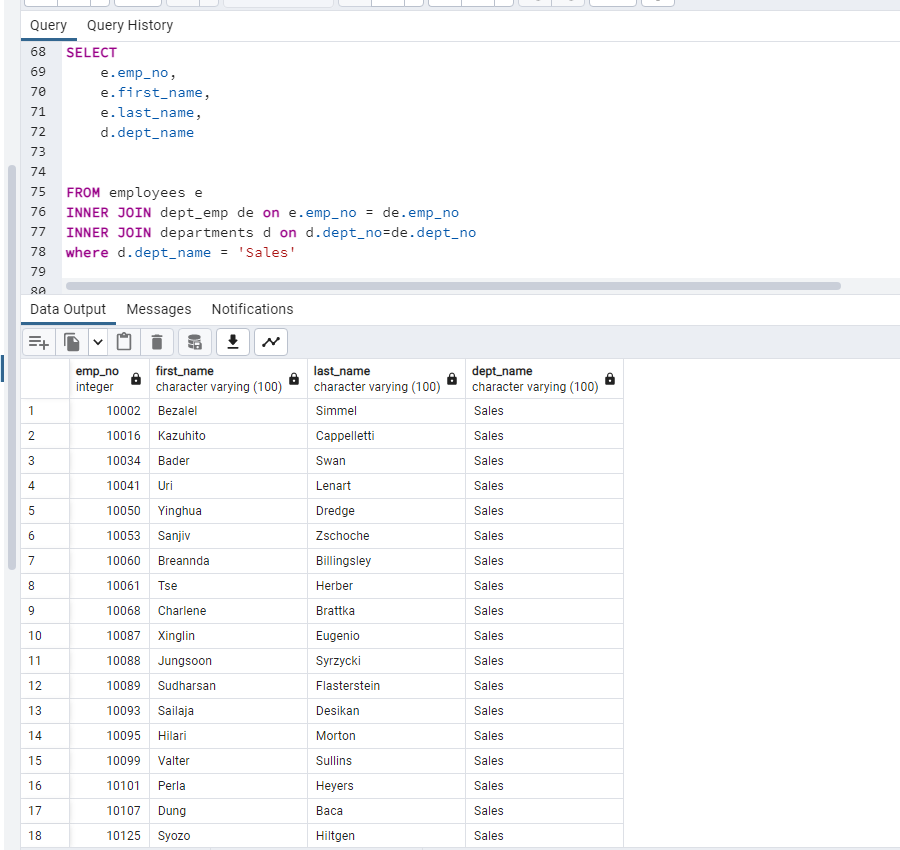 Query Query History
68 SELECT
69 e.emp_no,
70 e.first_name,
71 e.last_name,
72 d.dept_name
73
74
75 FROM employees e
76 INNER JOIN dept_emp de on e.emp_no = de.emp_no
77 INNER JOIN departments d on d.dept_no=de.dept_no
78 where d.dept_name = 'Sales'
79
80
Data Output Messages Notifications
emp_no first_name last_name dept_name
integer character varying (100) character varying (100) character varying (100)
1 10002 Bezalel Simmel Sales
2 10016 Kazuhito Cappelletti Sales
3 10034 Bader Swan Sales
4 10041 Uri Lenart Sales
5 10050 Yinghua Dredge Sales
6 10053 Sanjiv Zschoche Sales
7 10060 Breannda Billingsley Sales
8 10061 Tse Herber Sales
9 10068 Charlene Brattka Sales
10 10087 Xinglin Eugenio Sales
11 10088 Jungsoon Syrzycki Sales
12 10089 Sudharsan Flasterstein Sales
13 10093 Sailaja Desikan Sales
14 10095 Hilari Morton Sales
15 10099 Valter Sullins Sales
16 10101 Perla Heyers Sales
17 10107 Dung Baca Sales
18 10125 Syozo Hiltgen Sales